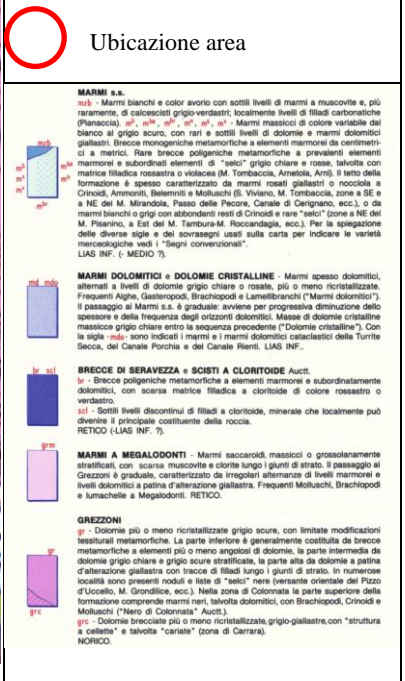 Ubicazione area
MARMI s.s.
mzb - Marmi bianchi e color avorio con sottili livelli di marmi a muscovite e, più
raramente, di calcescisti grigio-verdastri; localmente livelli di filladi carbonatiche
(Pianaccia). mᵇ, mᵇᵃ, mᵇʳ, mᵛ, mˢ, mᵡ - Marmi massicci di colore variabile dal
bianco al grigio scuro, con rari e sottili livelli di dolomie e marmi dolomitici
giallastri. Brecce monogeniche metamorfiche a elementi marmorei da centimetri-
ci a metrici. Rare brecce poligeniche metamorfiche a prevalenti elementi
marmorei e subordinati elementi di "selci" grigio chiare e rosse, talvolta con
matrice filladica rossastra o violacea (M. Tombaccia, Arnetola, Arni). Il tetto della
formazione è spesso caratterizzato da marmi rosati giallastri o nocciola a
Crinoidi, Ammoniti, Belemniti e Molluschi (S. Viviano, M. Tombaccia, zone a SE e
a NE del M. Mirandola, Passo delle Pecore, Canale di Cerignano, ecc.), o da
marmi bianchi o grigi con abbondanti resti di Crinoidi e rare "selci" (zone a NE del
M. Pisanino, a Est del M. Tambura-M. Roccandagia, ecc.). Per la spiegazione
delle diverse sigle e dei sovrasegni usati sulla carta per indicare le varietà
merceologiche vedi i "Segni convenzionali".
LIAS INF. (- MEDIO ?).
mzb
mᵇ
mᵇᵃ
mᵇʳ
MARMI DOLOMITICI e DOLOMIE CRISTALLINE - Marmi spesso dolomitici,
alternati a livelli di dolomie grigio chiare o rosate, più o meno ricristallizzate.
Frequenti Alghe, Gasteropodi, Brachiopodi e Lamellibranchi ("Marmi dolomitici").
Il passaggio ai Marmi s.s. è graduale: avviene per progressiva diminuzione dello
spessore e della frequenza degli orizzonti dolomitici. Masse di dolomie cristalline
massicce grigio chiare entro la sequenza precedente ("Dolomie cristalline"). Con
la sigla -mdo- sono indicati i marmi e i marmi dolomitici cataclastici della Turrite
Secca, del Canale Porchia e del Canale Rienti. LIAS INF..
md mdo
BRECCE DI SERAVEZZA e SCISTI A CLORITOIDE Auctt.
br - Brecce poligeniche metamorfiche a elementi marmorei e subordinatamente
dolomitici, con scarsa matrice filladica a cloritoide di colore rossastro o
verdastro.
scl - Sottili livelli discontinui di filladi a cloritoide, minerale che localmente può
divenire il principale costituente della roccia.
RETICO (-LIAS INF. ?).
br scl
MARMI A MEGALODONTI - Marmi saccaroidi, massicci o grossolanamente
stratificati, con scarsa muscovite e clorite lungo i giunti di strato. Il passaggio ai
Grezzoni è graduale, caratterizzato da irregolari alternanze di livelli marmorei e
livelli dolomitici a patina d'alterazione giallastra. Frequenti Molluschi, Brachiopodi
e lumachelle a Megalodonti. RETICO.
grm
GREZZONI
gr - Dolomie più o meno ricristallizzate grigio scure, con limitate modificazioni
tessiturali metamorfiche. La parte inferiore è generalmente costituita da brecce
metamorfiche a elementi più o meno angolosi di dolomie, la parte intermedia da
dolomie grigio chiare e grigio scure stratificate, la parte alta da dolomie a patina
d'alterazione giallastra con tracce di filladi lungo i giunti di strato. In numerose
località sono presenti noduli e liste di "selci" nere (versante orientale del Pizzo
d'Uccello, M. Grondilice, ecc.). Nella zona di Colonnata la parte superiore della
formazione comprende marmi neri, talvolta dolomitici, con Brachiopodi, Crinoidi e
Molluschi ("Nero di Colonnata" Auctt.).
grc - Dolomie brecciate più o meno ricristallizzate, grigio-giallastre, con "struttura
a cellette" e talvolta "cariate" (zona di Carrara).
NORICO.
gr
grc